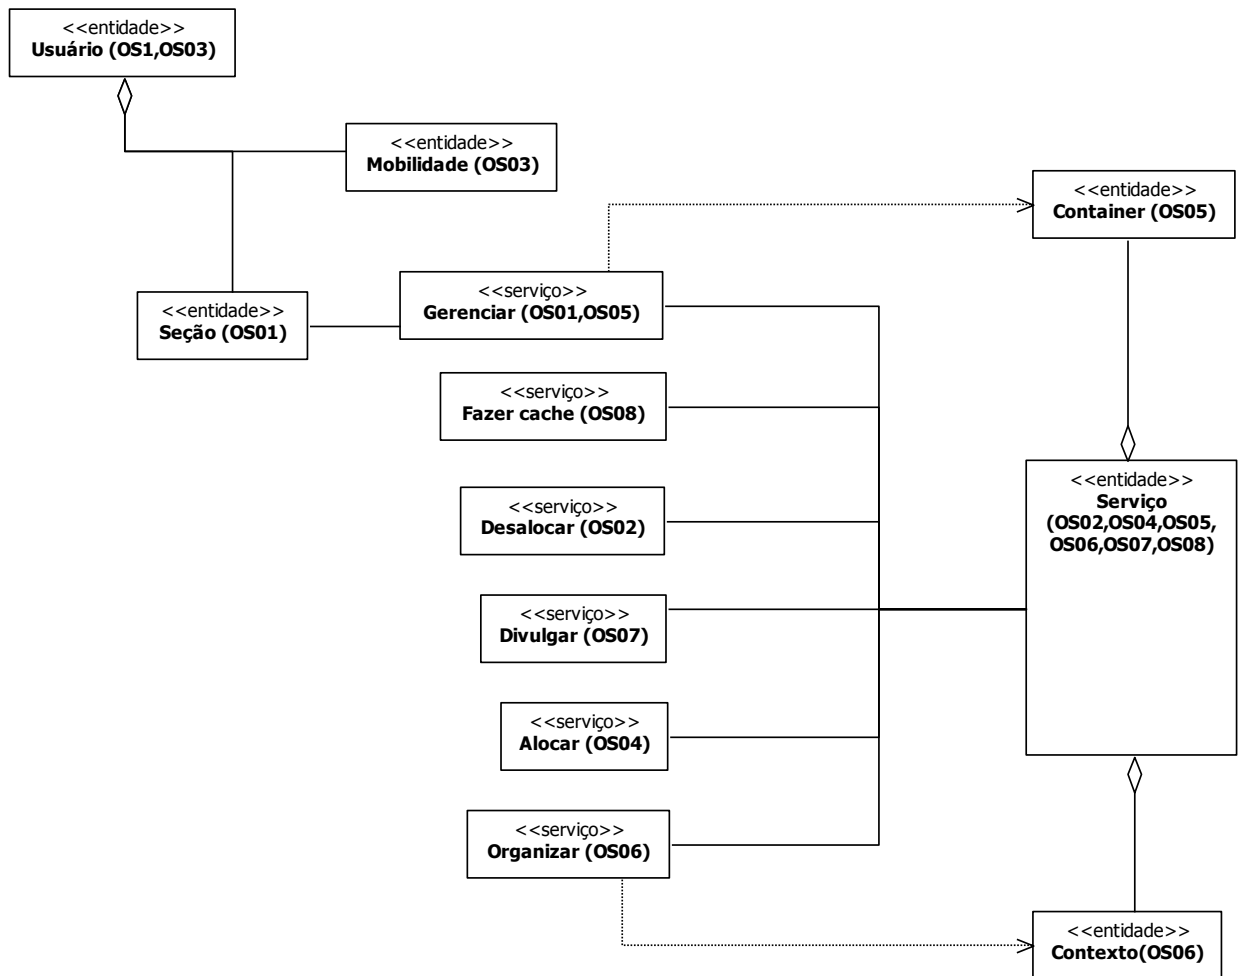 <<entidade>>
Usuário (OS1,OS03)
<<entidade>>
Mobilidade (OS03)
<<entidade>>
Container (OS05)
<<serviço>>
Gerenciar (OS01,OS05)
<<entidade>>
Seção (OS01)
<<serviço>>
Fazer cache (OS08)
<<entidade>>
Serviço
(OS02,OS04,OS05,
OS06,OS07,OS08)
<<serviço>>
Desalocar (OS02)
<<serviço>>
Divulgar (OS07)
<<serviço>>
Alocar (OS04)
<<serviço>>
Organizar (OS06)
<<entidade>>
Contexto(OS06)